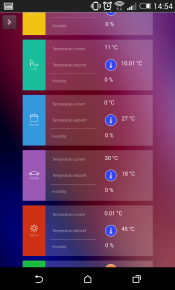 14:54
Humidity 0 %
Temperature current 11 °C
Temperature setpoint 10.01 °C
Humidity 0 %
Temperature current 0 °C
Temperature setpoint 27 °C
Humidity 0 %
Temperature current 30 °C
Temperature setpoint 18 °C
Humidity 0 %
Temperature current 0.01 °C
Temperature setpoint 45 °C
Humidity 0 %